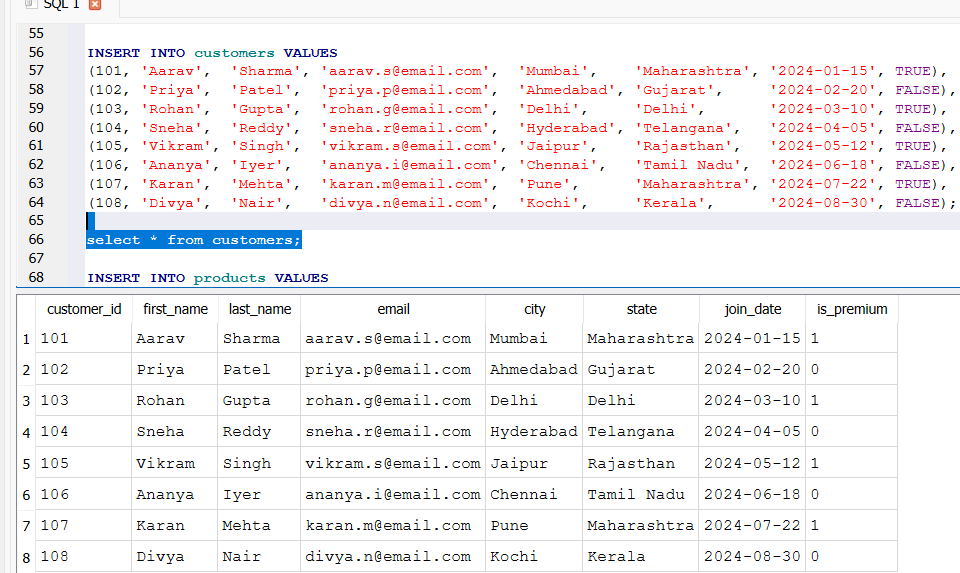 SQL 1
55
56 INSERT INTO customers VALUES
57 (101, 'Aarav', 'Sharma', 'aarav.s@email.com', 'Mumbai', 'Maharashtra', '2024-01-15', TRUE),
58 (102, 'Priya', 'Patel', 'priya.p@email.com', 'Ahmedabad', 'Gujarat', '2024-02-20', FALSE),
59 (103, 'Rohan', 'Gupta', 'rohan.g@email.com', 'Delhi', 'Delhi', '2024-03-10', TRUE),
60 (104, 'Sneha', 'Reddy', 'sneha.r@email.com', 'Hyderabad', 'Telangana', '2024-04-05', FALSE),
61 (105, 'Vikram', 'Singh', 'vikram.s@email.com', 'Jaipur', 'Rajasthan', '2024-05-12', TRUE),
62 (106, 'Ananya', 'Iyer', 'ananya.i@email.com', 'Chennai', 'Tamil Nadu', '2024-06-18', FALSE),
63 (107, 'Karan', 'Mehta', 'karan.m@email.com', 'Pune', 'Maharashtra', '2024-07-22', TRUE),
64 (108, 'Divya', 'Nair', 'divya.n@email.com', 'Kochi', 'Kerala', '2024-08-30', FALSE);
65
66 select * from customers;
67
68 INSERT INTO products VALUES
customer_id first_name last_name email city state join_date is_premium
1 101 Aarav Sharma aarav.s@email.com Mumbai Maharashtra 2024-01-15 1
2 102 Priya Patel priya.p@email.com Ahmedabad Gujarat 2024-02-20 0
3 103 Rohan Gupta rohan.g@email.com Delhi Delhi 2024-03-10 1
4 104 Sneha Reddy sneha.r@email.com Hyderabad Telangana 2024-04-05 0
5 105 Vikram Singh vikram.s@email.com Jaipur Rajasthan 2024-05-12 1
6 106 Ananya Iyer ananya.i@email.com Chennai Tamil Nadu 2024-06-18 0
7 107 Karan Mehta karan.m@email.com Pune Maharashtra 2024-07-22 1
8 108 Divya Nair divya.n@email.com Kochi Kerala 2024-08-30 0